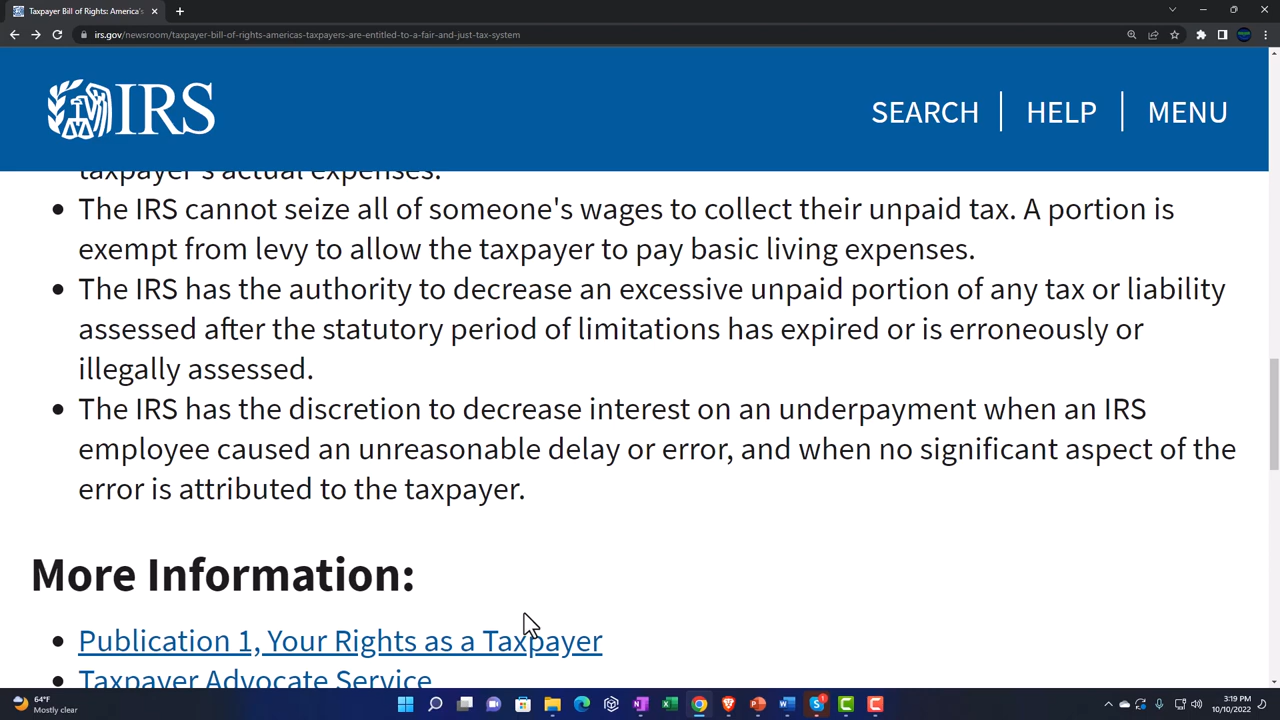 Taxpayer Bill of Rights: America's
irs.gov/newsroom/taxpayer-bill-of-rights-americas-taxpayers-are-entitled-to-a-fair-and-just-tax-system
IRS
SEARCH
HELP
MENU
taxpayer's actual expenses.
The IRS cannot seize all of someone's wages to collect their unpaid tax. A portion is
exempt from levy to allow the taxpayer to pay basic living expenses.
The IRS has the authority to decrease an excessive unpaid portion of any tax or liability
assessed after the statutory period of limitations has expired or is erroneously or
illegally assessed.
The IRS has the discretion to decrease interest on an underpayment when an IRS
employee caused an unreasonable delay or error, and when no significant aspect of the
error is attributed to the taxpayer.
More Information:
Publication 1, Your Rights as a Taxpayer
Taxpayer Advocate Service
64°F
Mostly clear
3:19 PM
10/10/2022